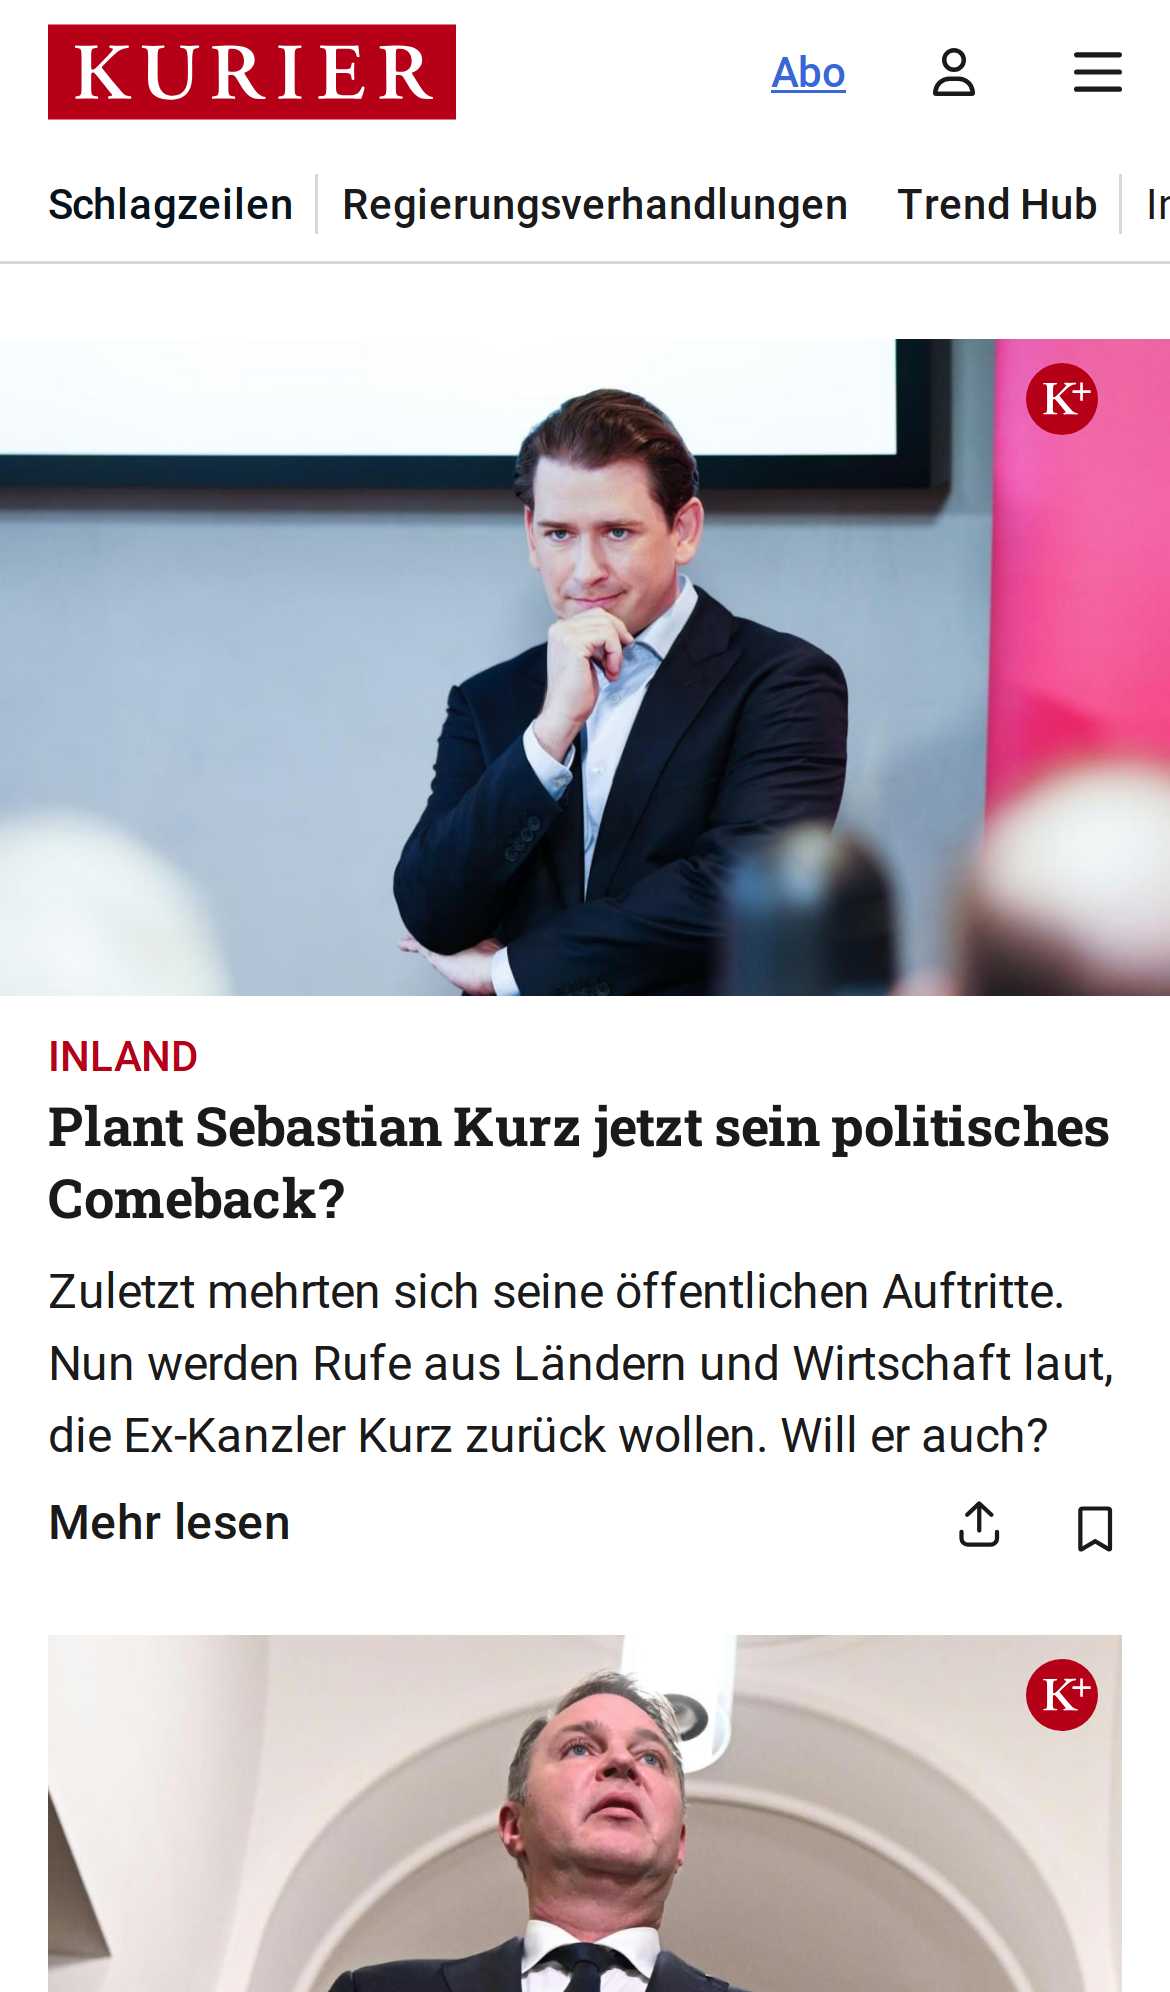 KURIER
Abo
Schlagzeilen
Regierungsverhandlungen
Trend Hub
K+
INLAND
Plant Sebastian Kurz jetzt sein politisches
Comeback?
Zuletzt mehrten sich seine öffentlichen Auftritte.
Nun werden Rufe aus Ländern und Wirtschaft laut,
die Ex-Kanzler Kurz zurück wollen. Will er auch?
Mehr lesen
K+